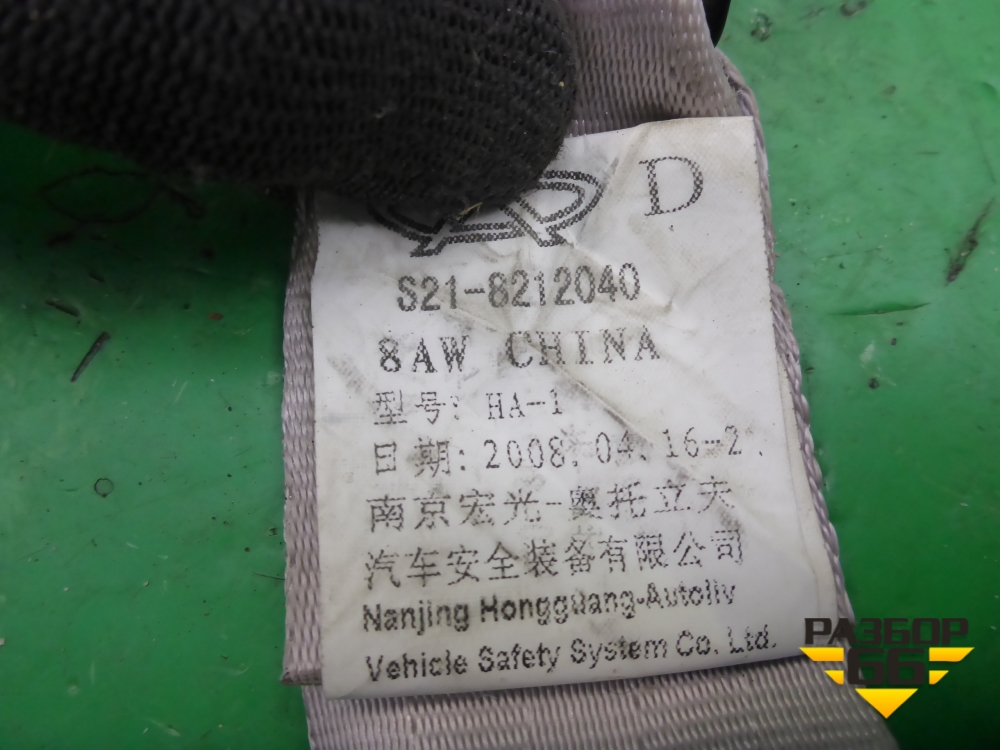 D
S21-8212040
8AW CHINA
型号: HA-1
日期: 2008.04.16-2.
南京宏光-奥托立夫
汽车安全装备有限公司
Nanjing Hongguang-Autoliv
Vehicle Safety System Co. Ltd.
РАЗБОР
66